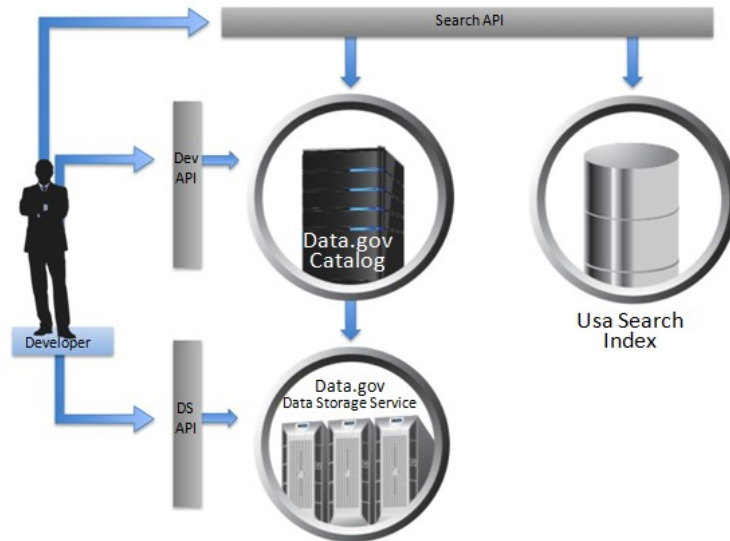 Search API
Dev
API
Data.gov
Catalog
Usa Search
Index
Developer
DS
API
Data.gov
Data Storage Service